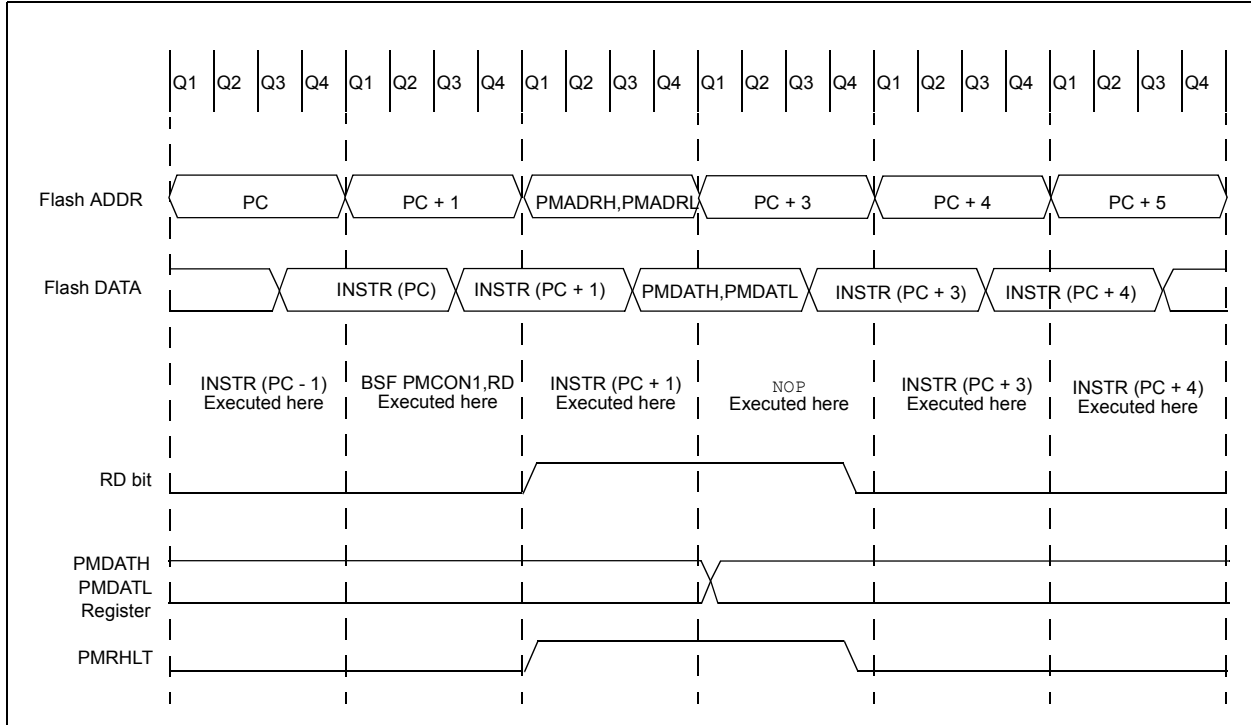 Q1 Q2 Q3 Q4 Q1 Q2 Q3 Q4 Q1 Q2 Q3 Q4 Q1 Q2 Q3 Q4 Q1 Q2 Q3 Q4 Q1 Q2 Q3 Q4
Flash ADDR PC PC + 1 PMADRH,PMADRL PC + 3 PC + 4 PC + 5
Flash DATA INSTR (PC) INSTR (PC + 1) PMDATH,PMDATL INSTR (PC + 3) INSTR (PC + 4)
INSTR (PC - 1) BSF PMCON1,RD INSTR (PC + 1) NOP INSTR (PC + 3) INSTR (PC + 4)
Executed here Executed here Executed here Executed here Executed here Executed here
RD bit
PMDATH
PMDATL
Register
PMRHLT